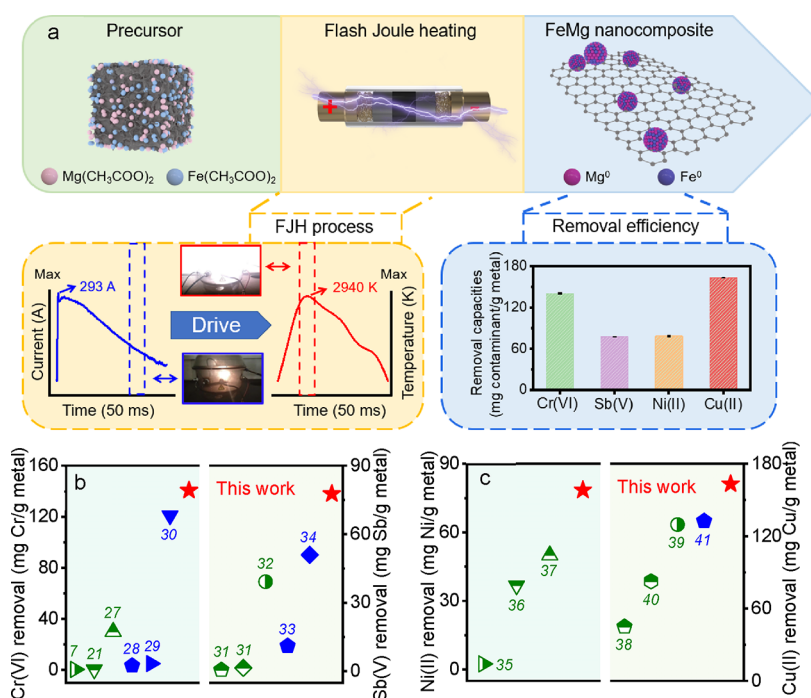 a
Precursor
Flash Joule heating
FeMg nanocomposite
+
-
Mg(CH₃COO)₂
Fe(CH₃COO)₂
Mg⁰
Fe⁰
FJH process
Removal efficiency
Max
293 A
Current (A)
Time (50 ms)
Drive
Max
2940 K
Temperature (K)
Time (50 ms)
Removal capacities
(mg contaminant/g metal)
180
120
60
0
Cr(VI)
Sb(V)
Ni(II)
Cu(II)
b
Cr(VI) removal (mg Cr/g metal)
160
120
80
40
0
7
21
27
28
29
30
This work
31
31
32
33
34
90
60
30
0
Sb(V) removal (mg Sb/g metal)
c
Ni(II) removal (mg Ni/g metal)
90
60
30
0
35
36
37
This work
38
40
39
41
180
120
60
0
Cu(II) removal (mg Cu/g metal)